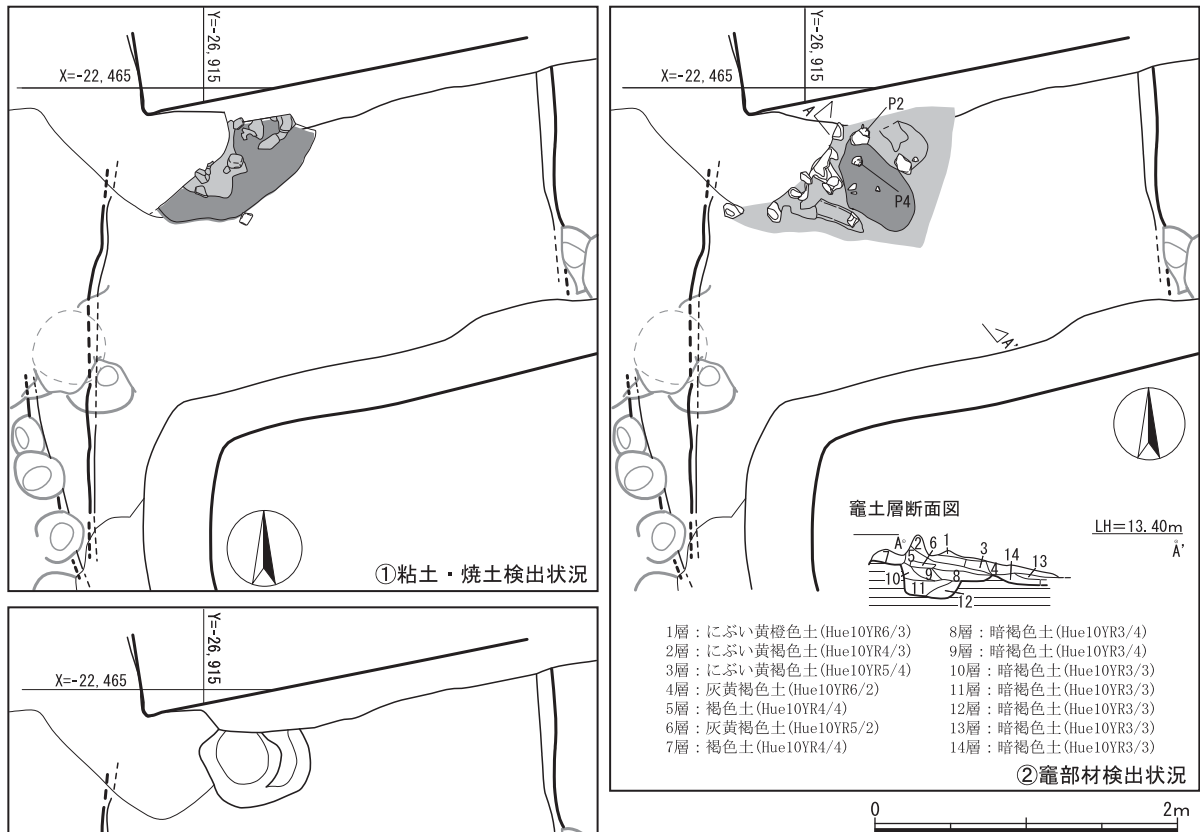 Y=-26,915
X=-22,465
①粘土・焼土検出状況
Y=-26,915
X=-22,465
A
P2
P4
A'
竈土層断面図
LH=13.40m
A
A'
2
6
1
3
14
13
5
4
9
8
10
11
12
1層：にぶい黄橙色土(Hue10YR6/3)
2層：にぶい黄褐色土(Hue10YR4/3)
3層：にぶい黄褐色土(Hue10YR5/4)
4層：灰黄褐色土(Hue10YR6/2)
5層：褐色土(Hue10YR4/4)
6層：灰黄褐色土(Hue10YR5/2)
7層：褐色土(Hue10YR4/4)
8層：暗褐色土(Hue10YR3/4)
9層：暗褐色土(Hue10YR3/4)
10層：暗褐色土(Hue10YR3/3)
11層：暗褐色土(Hue10YR3/3)
12層：暗褐色土(Hue10YR3/3)
13層：暗褐色土(Hue10YR3/3)
14層：暗褐色土(Hue10YR3/3)
②竈部材検出状況
Y=-26,915
X=-22,465
0 2m